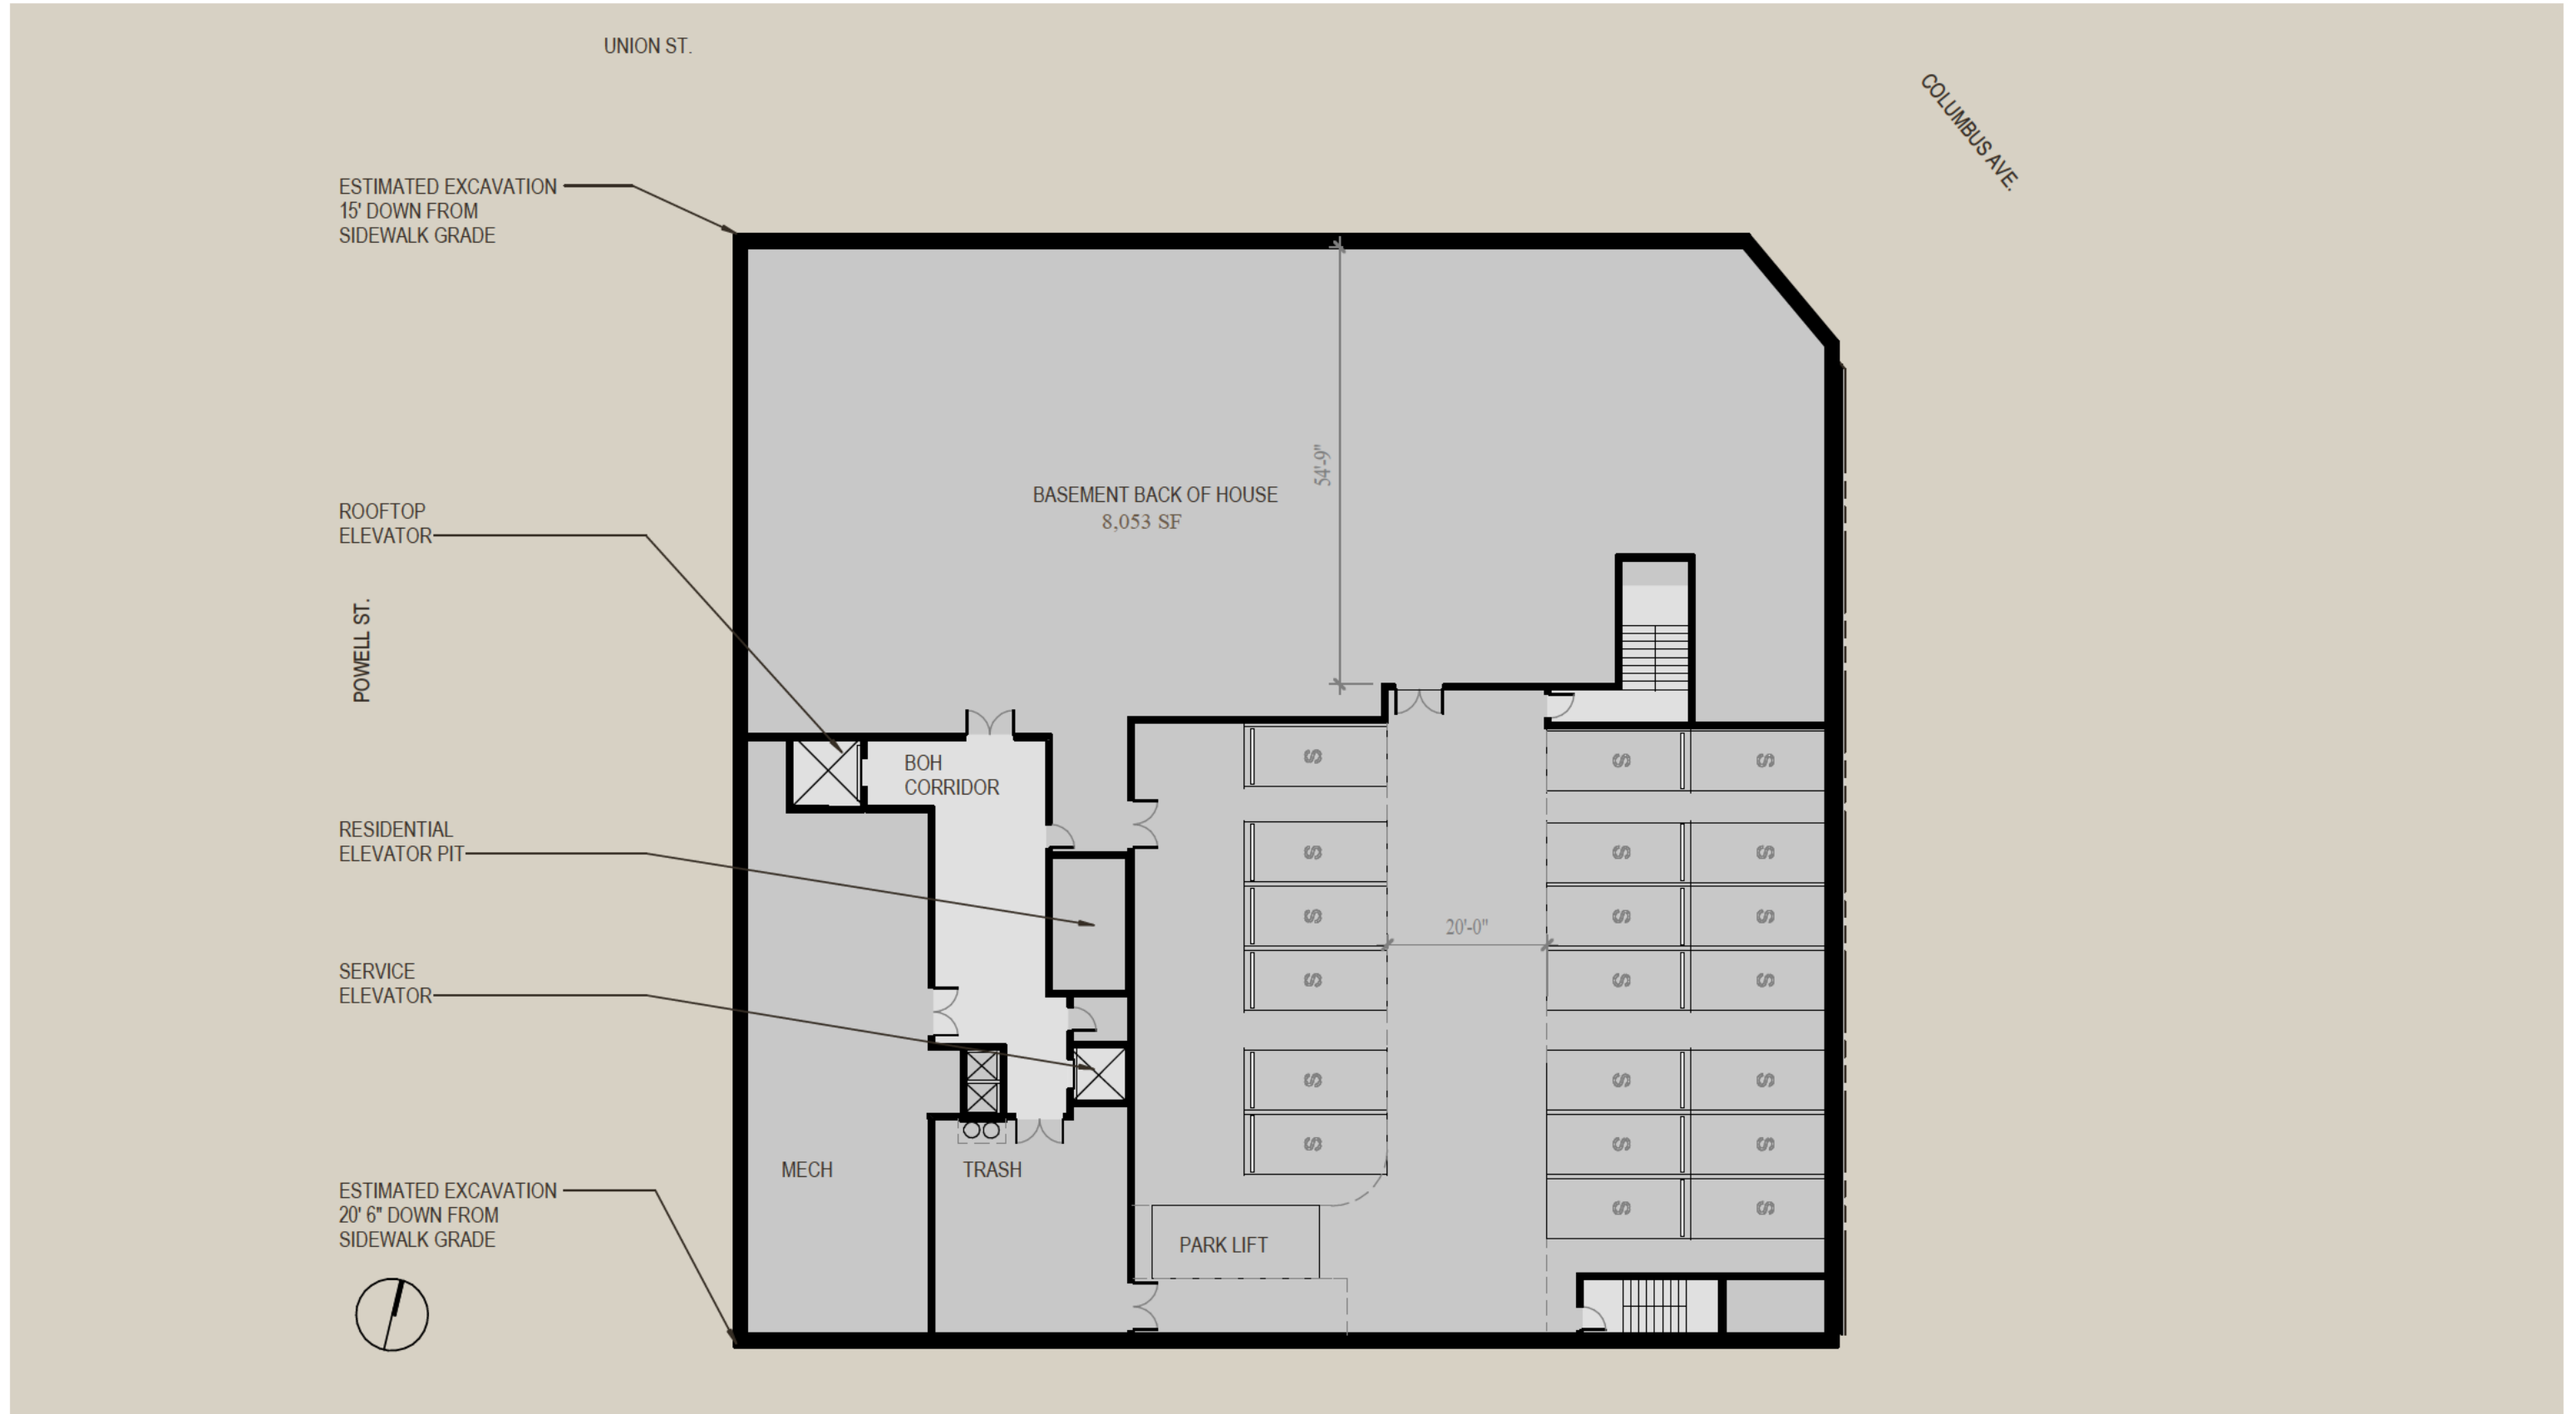 UNION ST.
COLUMBUS AVE.
ESTIMATED EXCAVATION
15' DOWN FROM
SIDEWALK GRADE
54'-9"
BASEMENT BACK OF HOUSE
8,053 SF
ROOFTOP
ELEVATOR
POWELL ST.
BOH
CORRIDOR
S
S
S
RESIDENTIAL
ELEVATOR PIT
S
S
S
S
S
S
20'-0"
SERVICE
ELEVATOR
S
S
S
S
S
S
MECH
TRASH
S
S
S
ESTIMATED EXCAVATION
20' 6" DOWN FROM
SIDEWALK GRADE
S
S
PARK LIFT